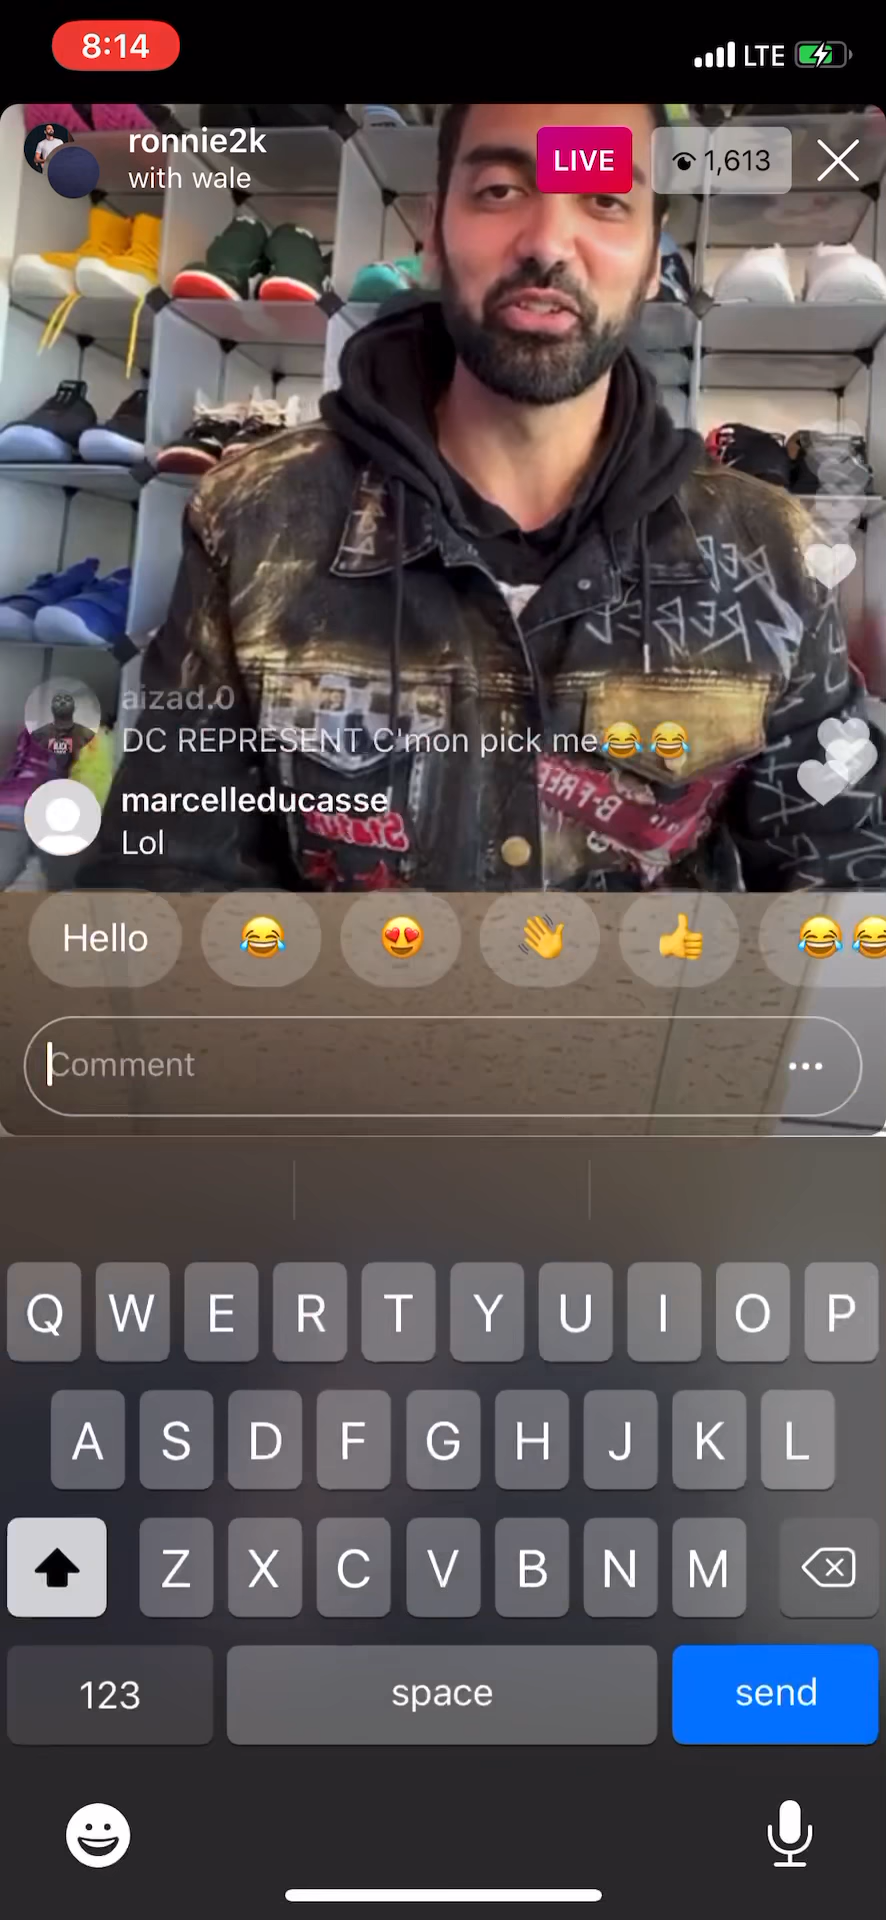 8:14
LTE
ronnie2k
with wale
LIVE
1,613
aizad.0
DC REPRESENT C'mon pick me😂😂
marcelleducasse
Lol
Hello 😂 😍 👋 👍 😂😂
Comment
Q W E R T Y U I O P
A S D F G H J K L
Z X C V B N M
123 space send